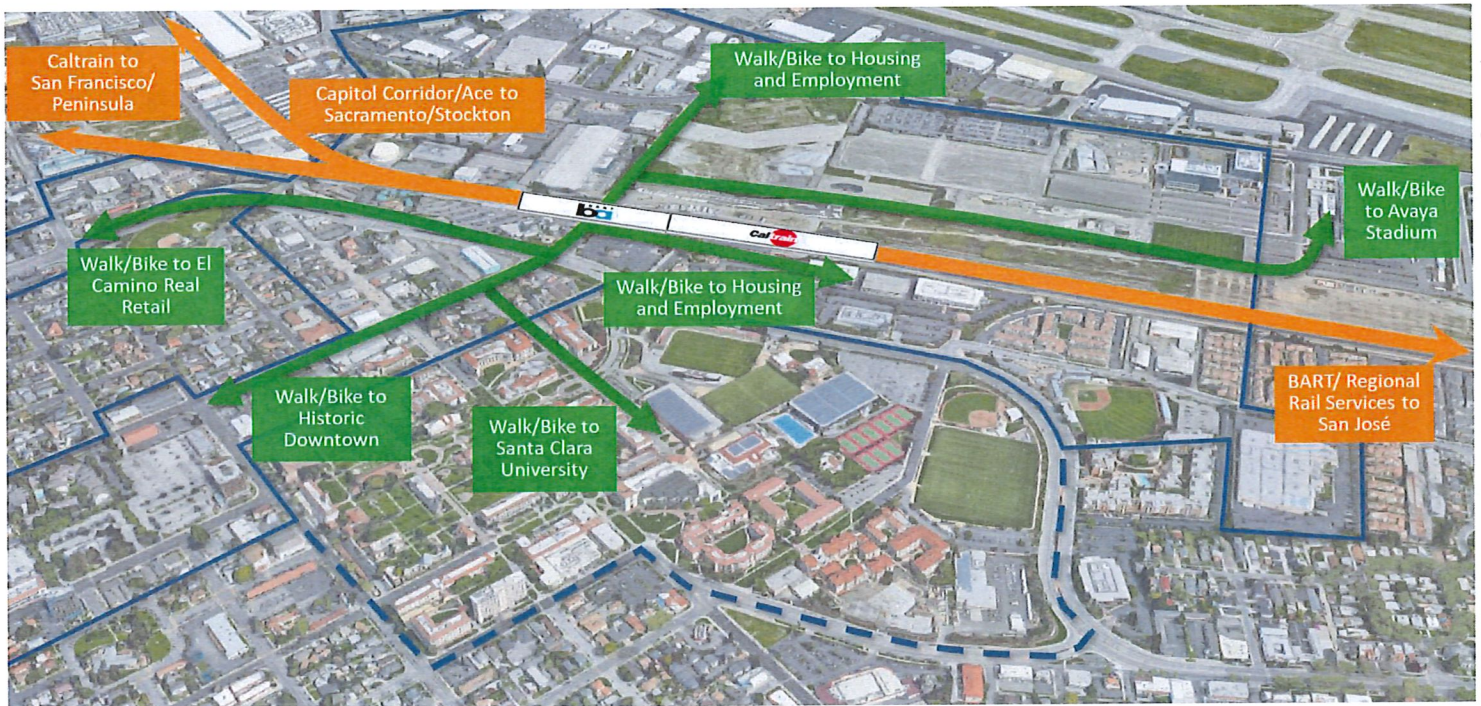 Caltrain to
San Francisco/
Peninsula
Capitol Corridor/Ace to
Sacramento/Stockton
Walk/Bike to Housing
and Employment
Walk/Bike
to Avaya
Stadium
ba
Caltrain
Walk/Bike to El
Camino Real
Retail
Walk/Bike to Housing
and Employment
Walk/Bike to
Historic
Downtown
Walk/Bike to
Santa Clara
University
BART/ Regional
Rail Services to
San José